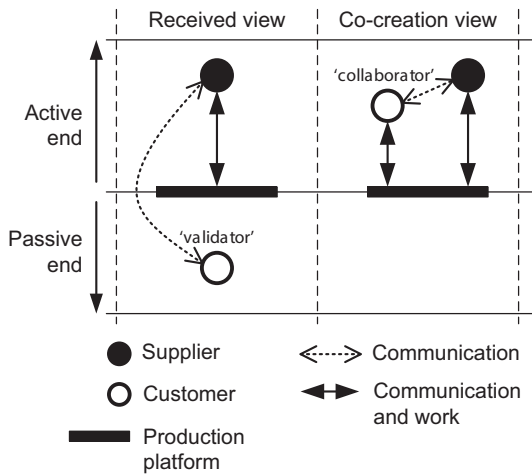 Received view
Co-creation view
'collaborator'
Active
end
Passive
end
'validator'
Supplier
Communication
Customer
Communication
and work
Production
platform